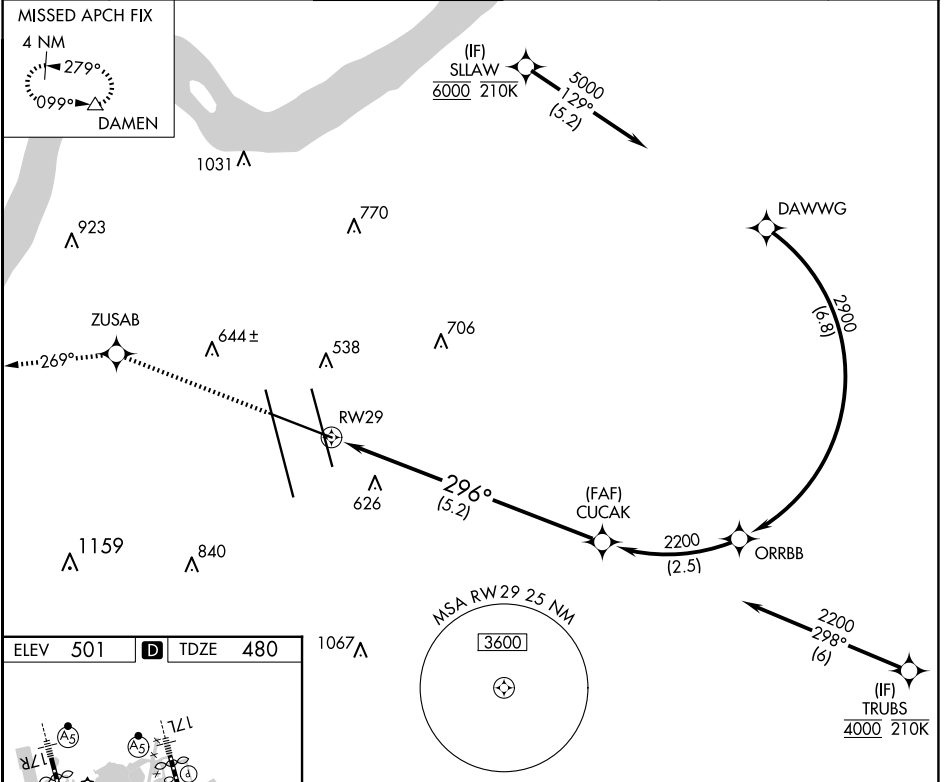 MISSED APCH FIX
4 NM
279°
099°
DAMEN
(IF)
SLLAW
6000 210K
5000
129°
(5.2)
1031
923
770
DAWWG
2900
(6.8)
ZUSAB
269°
644±
538
706
RW29
296°
(5.2)
626
(FAF)
CUCAK
2200
(2.5)
ORRBB
1159
840
MSA RW29 25 NM
3600
1067
2200
298°
(6)
(IF)
TRUBS
4000 210K
ELEV 501 D TDZE 480
A5
A5
17R
17L
P